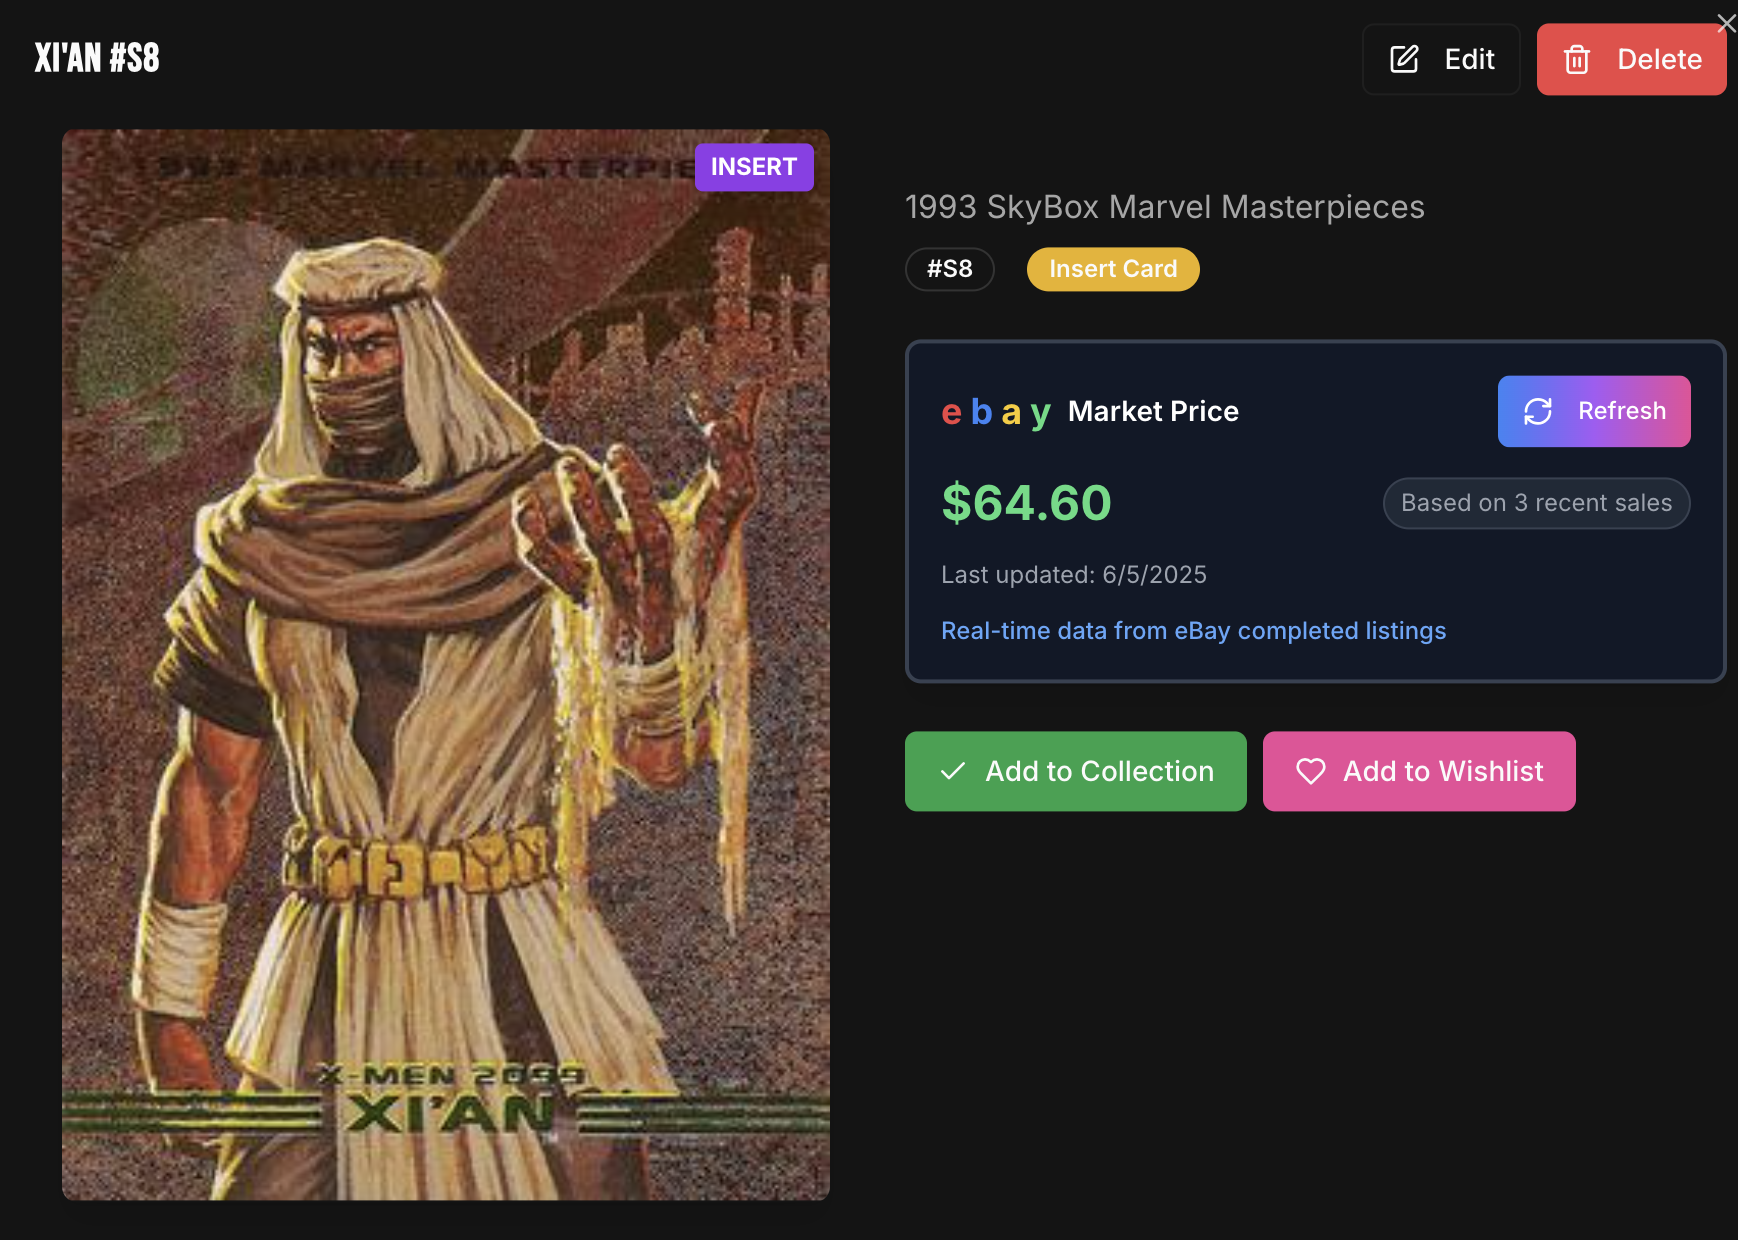 XI'AN #S8
Edit
Delete
MARVEL MASTERPIE
INSERT
X-MEN 2099
XI'AN
1993 SkyBox Marvel Masterpieces
#S8
Insert Card
ebay Market Price
Refresh
$64.60
Based on 3 recent sales
Last updated: 6/5/2025
Real-time data from eBay completed listings
Add to Collection
Add to Wishlist